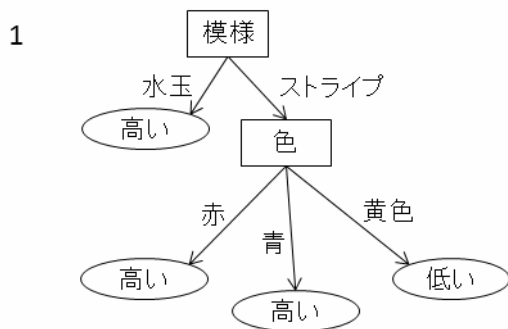 1
模様
水玉
ストライプ
高い
色
赤
青
黄色
高い
高い
低い